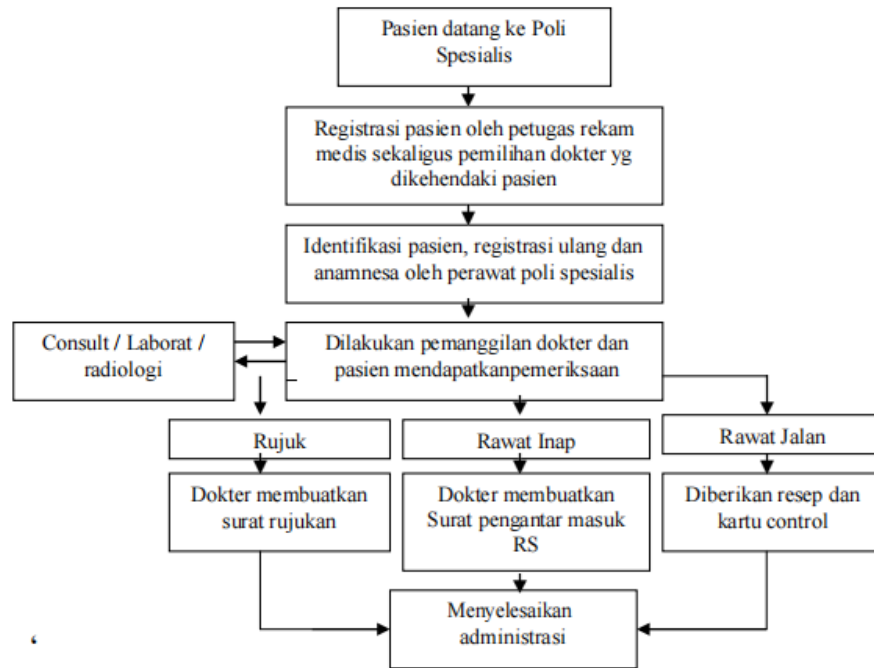 Pasien datang ke Poli
Spesialis
Registrasi pasien oleh petugas rekam
medis sekaligus pemilihan dokter yg
dikehendaki pasien
Identifikasi pasien, registrasi ulang dan
anamnesa oleh perawat poli spesialis
Consult / Laborat /
radiologi
Dilakukan pemanggilan dokter dan
pasien mendapatkanpemeriksaan
Rujuk
Rawat Inap
Rawat Jalan
Dokter membuatkan
surat rujukan
Dokter membuatkan
Surat pengantar masuk
RS
Diberikan resep dan
kartu control
Menyelesaikan
administrasi
‘